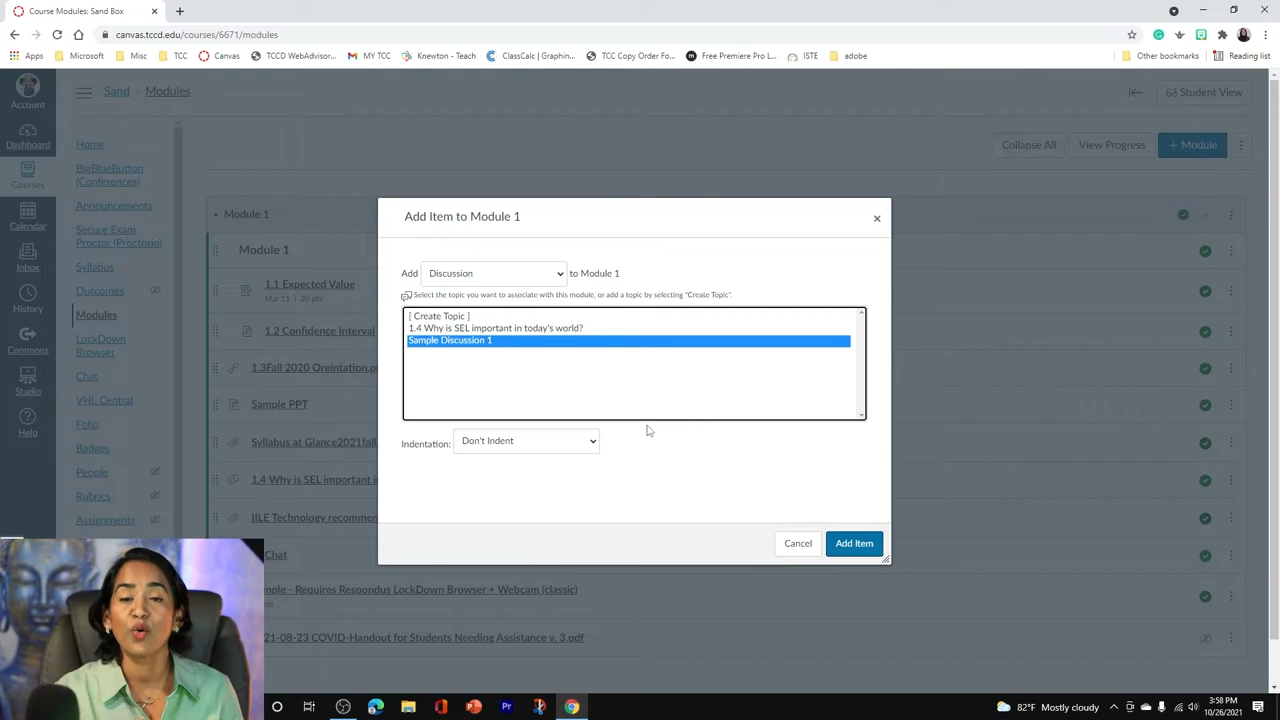 Course Modules: Sand Box
canvas.tccd.edu/courses/6671/modules
Apps Microsoft Misc TCC Canvas TCCD WebAdvisor... MY TCC Knewton - Teach ClassCalc | Graphin... TCC Copy Order Fo... Free Premiere Pro L... ISTE adobe Other bookmarks Reading list
Account
Dashboard
Courses
Calendar
Inbox
History
Commons
Studio
Help
Sand > Modules
Student View
Home
BigBlueButton
(Conferences)
Announcements
Secure Exam
Proctor (Proctorio)
Syllabus
Outcomes
Modules
LockDown
Browser
Chat
VHL Central
Folio
Badges
People
Rubrics
Assignments
Collapse All View Progress + Module
Module 1
Module 1
1.1 Expected Value
Mar 11 | 20 pts
1.2 Confidence Interval
1.3Fall 2020 Oreintation.p
Sample PPT
Syllabus at Glance2021fall
1.4 Why is SEL important i
JILE Technology recommen
Chat
mple - Requires Respondus LockDown Browser + Webcam (classic)
pts
21-08-23 COVID-Handout for Students Needing Assistance v. 3.pdf
Add Item to Module 1
×
Add Discussion to Module 1
Select the topic you want to associate with this module, or add a topic by selecting "Create Topic".
[ Create Topic ]
1.4 Why is SEL important in today's world?
Sample Discussion 1
Indentation: Don't Indent
Cancel Add Item
82°F Mostly cloudy
3:58 PM
10/26/2021